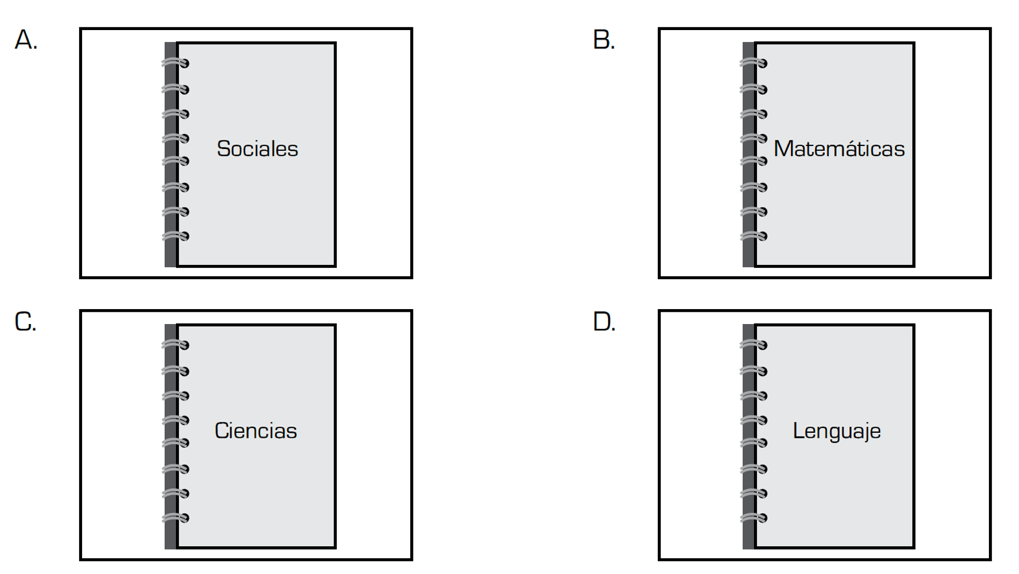 A.
Sociales
B.
Matemáticas
C.
Ciencias
D.
Lenguaje